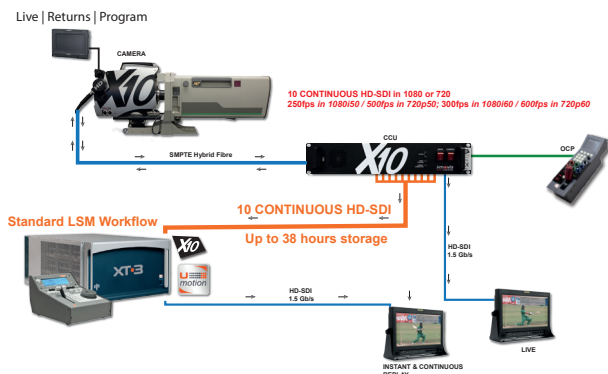 Live | Returns | Program
CAMERA
X10
10 CONTINUOUS HD-SDI in 1080 or 720
250fps in 1080i50 / 500fps in 720p50; 300fps in 1080i60 / 600fps in 720p60
CCU
X10
OCP
SMPTE Hybrid Fibre
10 CONTINUOUS HD-SDI
Standard LSM Workflow
Up to 38 hours storage
X10
XT3
U
motion
HD-SDI
1.5 Gb/s
HD-SDI
1.5 Gb/s
LIVE
INSTANT & CONTINUOUS
REPLAY